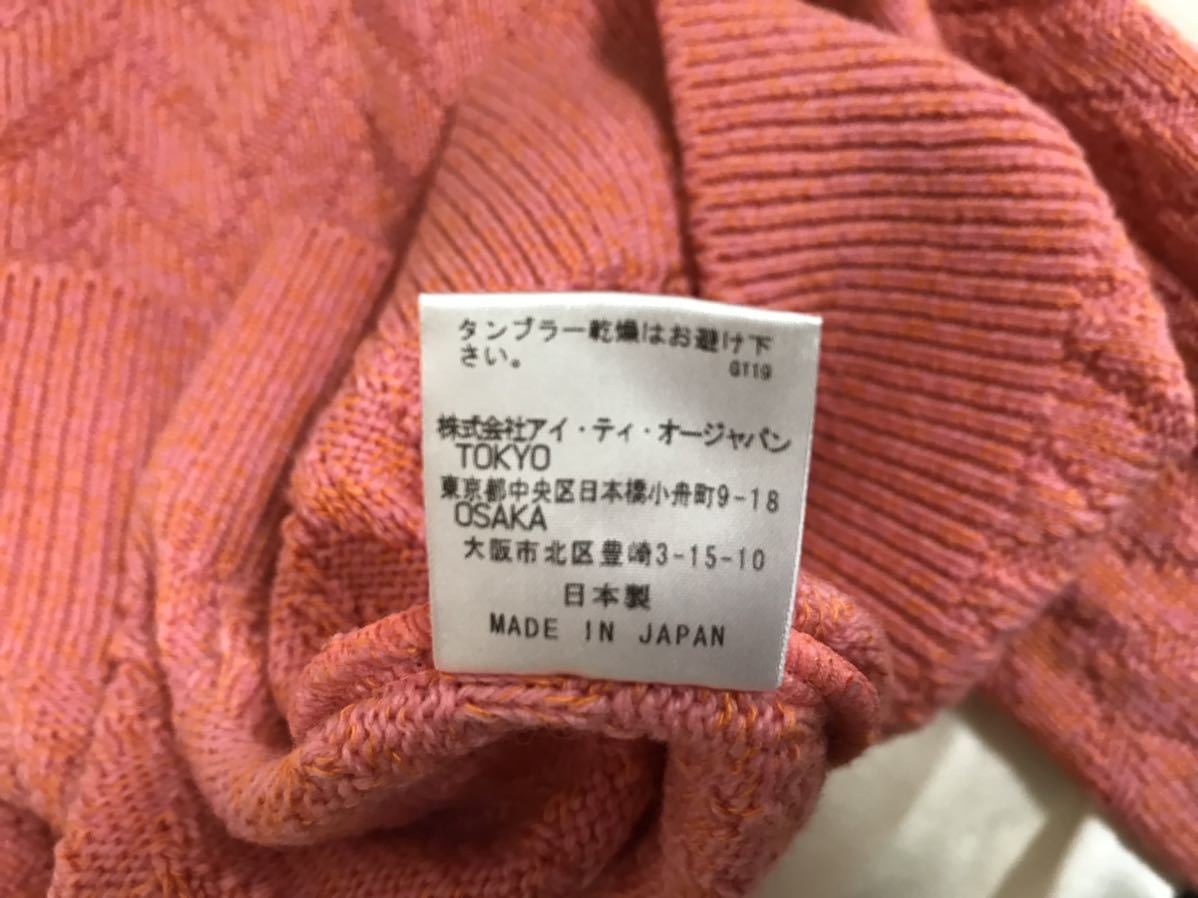 タンブラー乾燥はお避け下
さい。 GT19
株式会社アイ・ティ・オージャパン
TOKYO
東京都中央区日本橋小舟町9-18
OSAKA
大阪市北区豊崎3-15-10
日本製
MADE IN JAPAN